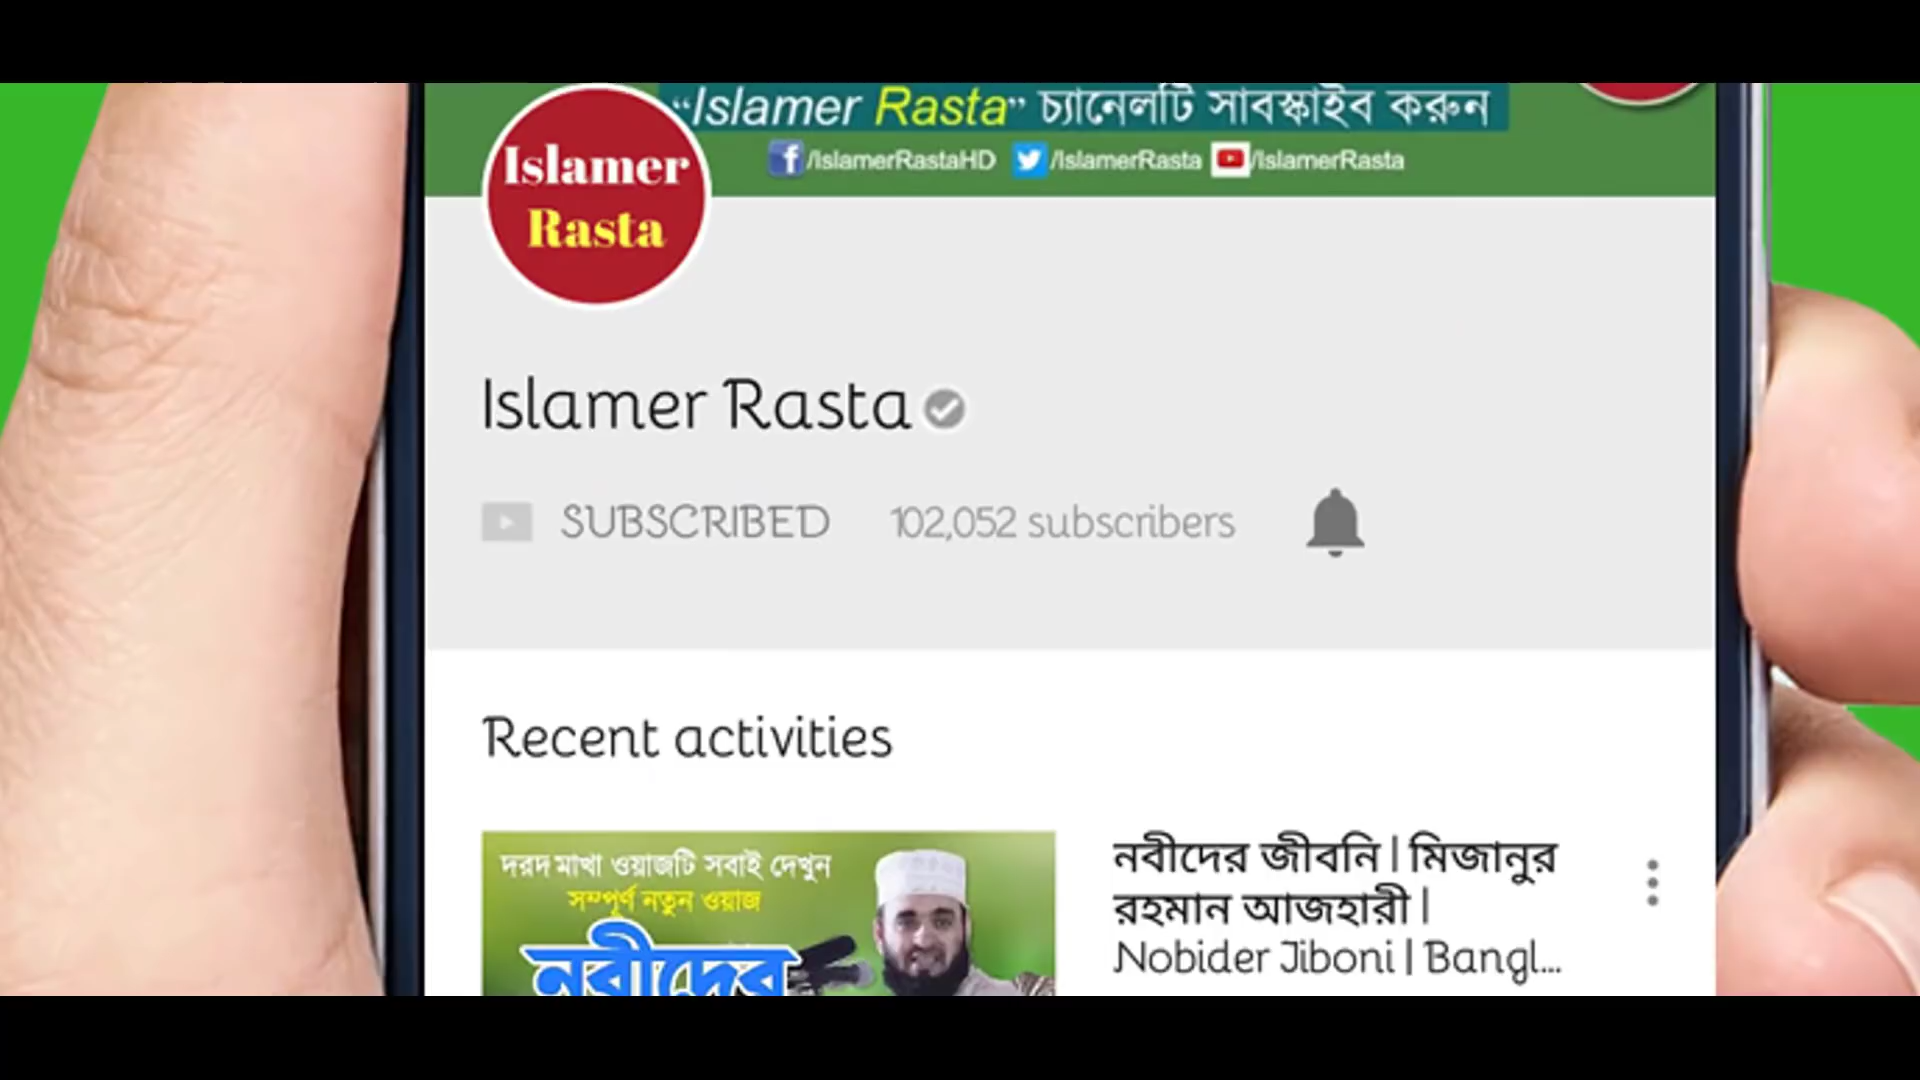 “Islamer Rasta” চ্যানেলটি সাবস্ক্রাইব করুন
/IslamerRastaHD /IslamerRasta /IslamerRasta
Islamer
Rasta
Islamer Rasta
SUBSCRIBED 102,052 subscribers
Recent activities
দরদ মাখা ওয়াজটি সবাই দেখুন
সম্পূর্ণ নতুন ওয়াজ
নবীদের
নবীদের জীবনি | মিজানুর
রহমান আজহারী |
Nobider Jiboni | Bangl...